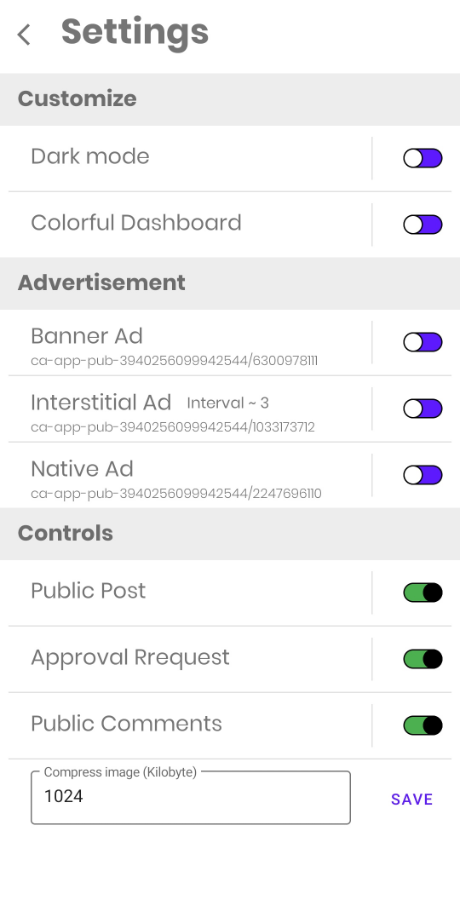 Settings
Customize
Dark mode
Colorful Dashboard
Advertisement
Banner Ad
ca-app-pub-3940256099942544/6300978111
Interstitial Ad Interval ~ 3
ca-app-pub-3940256099942544/1033173712
Native Ad
ca-app-pub-3940256099942544/2247696110
Controls
Public Post
Approval Rrequest
Public Comments
Compress image (Kilobyte)
1024
SAVE